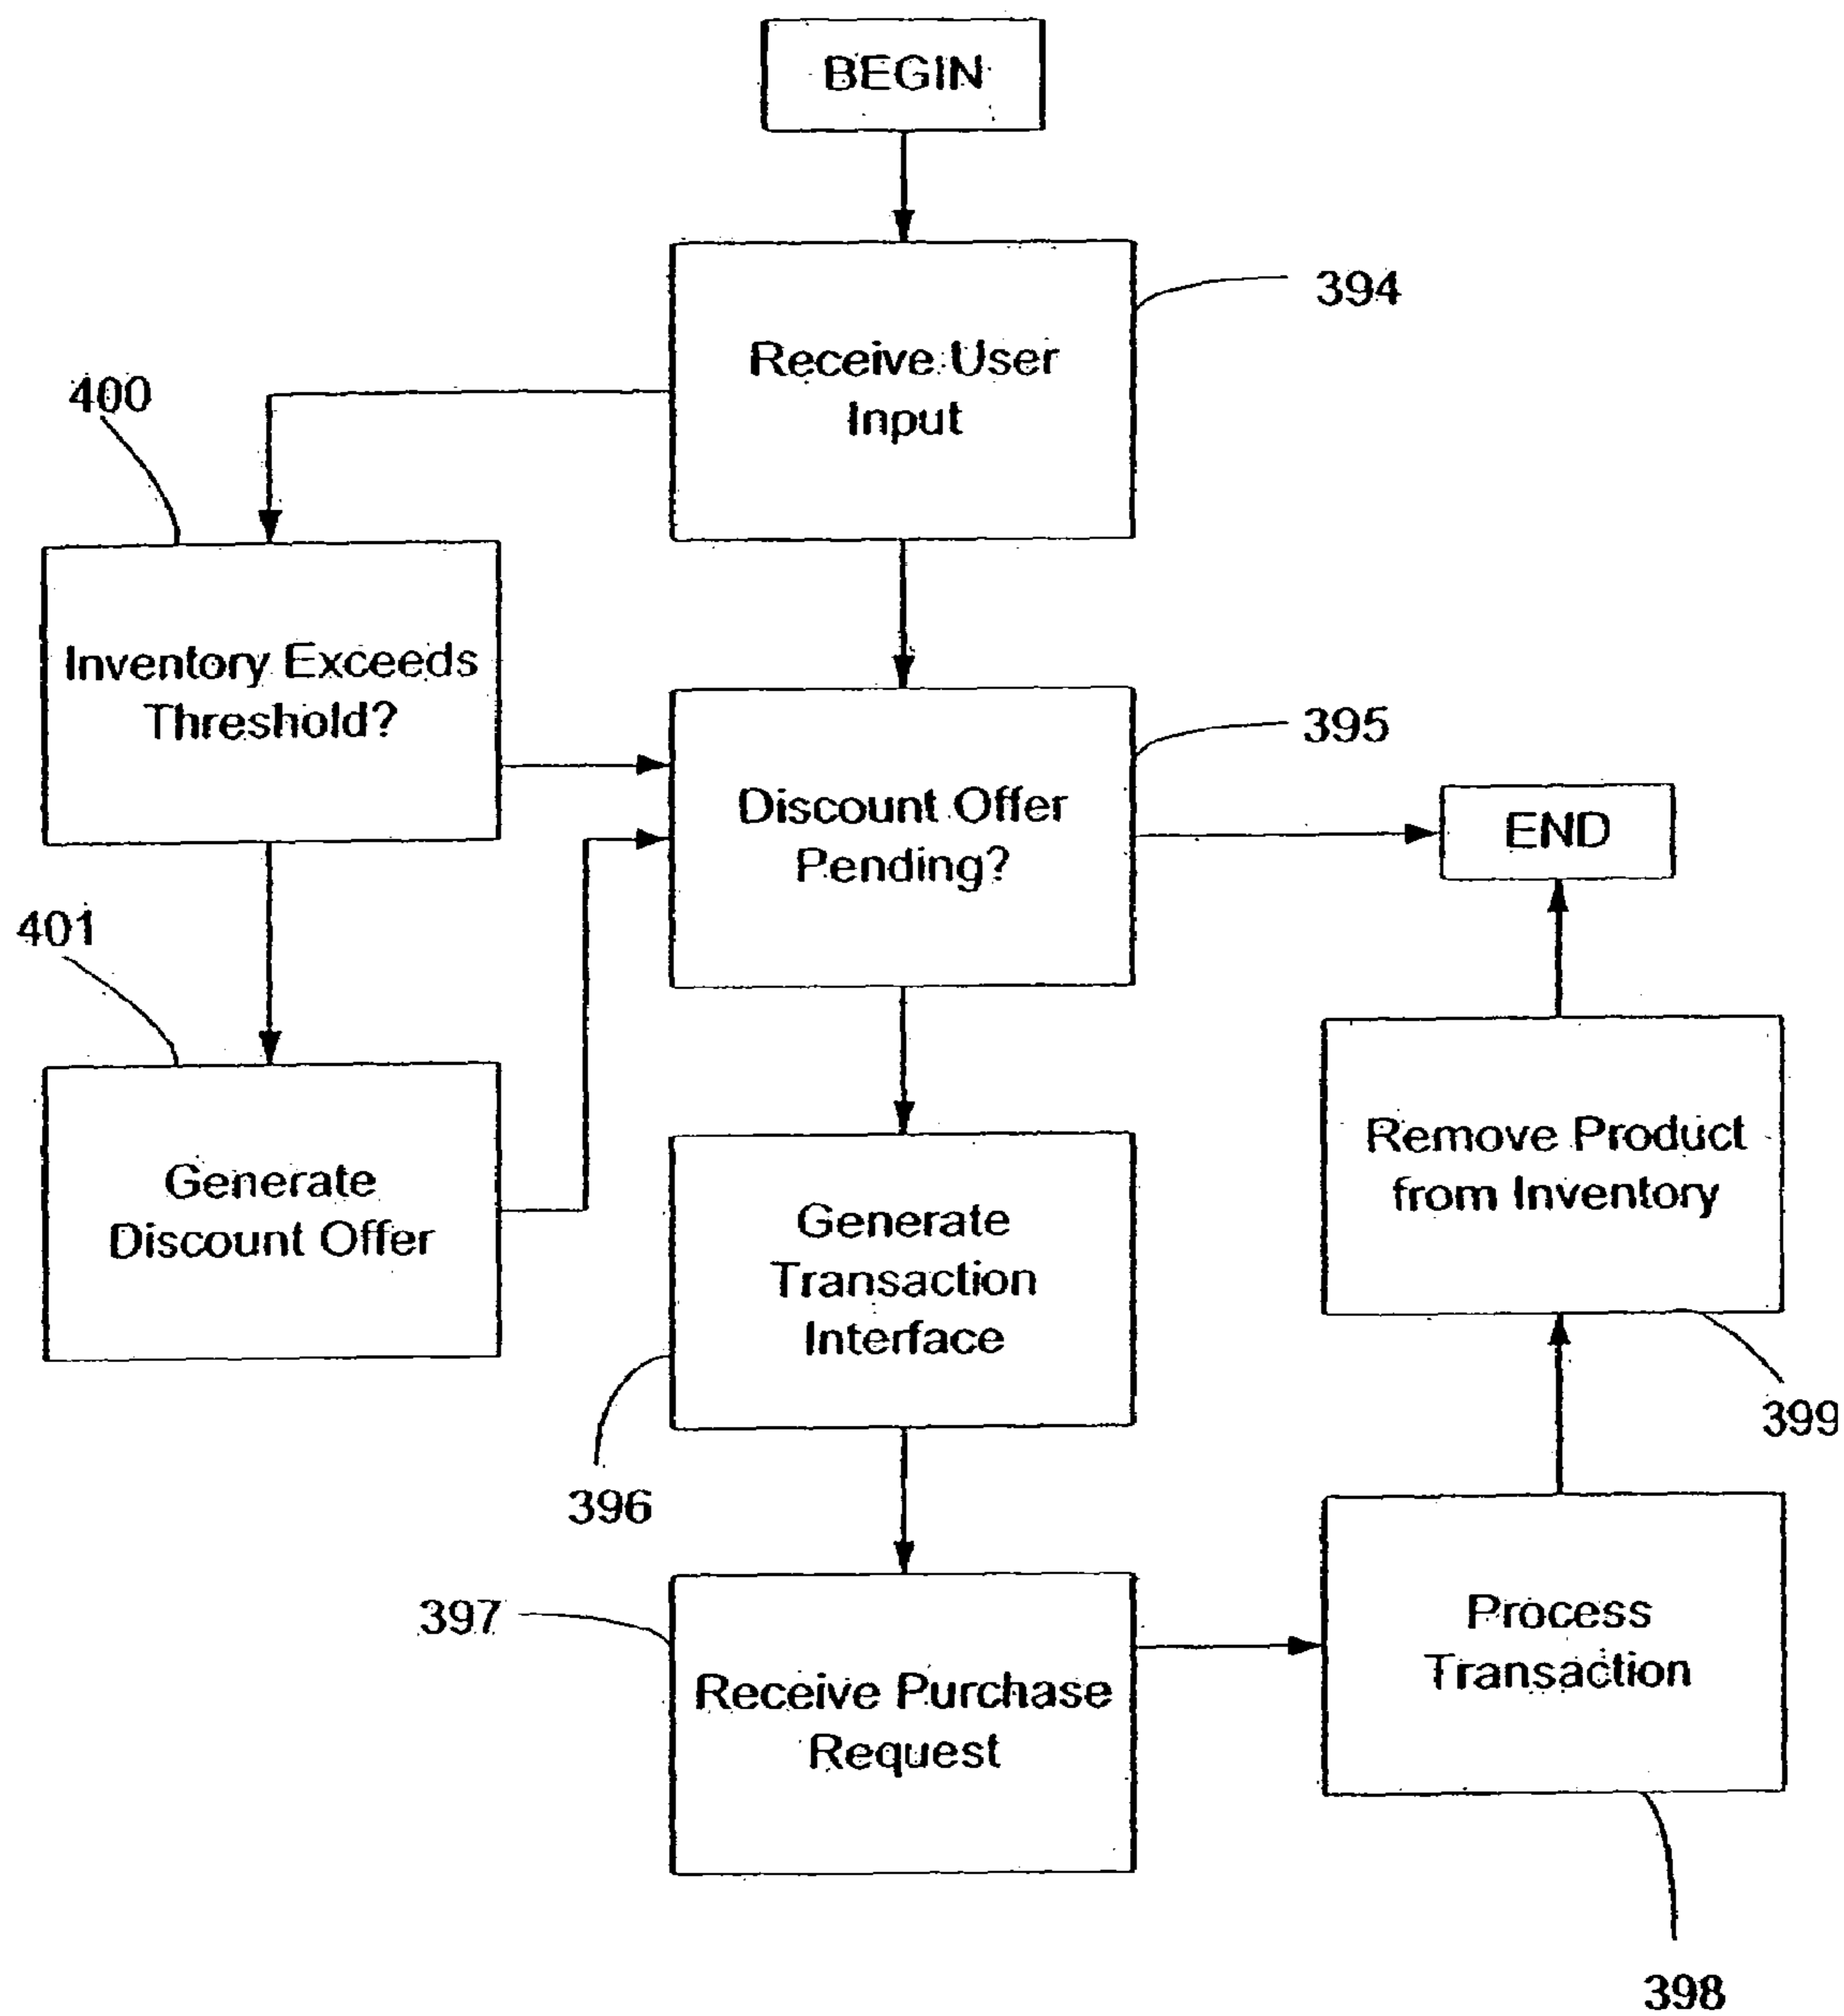 BEGIN
394
Receive User
Input
400
Inventory Exceeds
Threshold?
395
Discount Offer
Pending?
END
401
Generate
Discount Offer
Remove Product
from Inventory
Generate
Transaction
Interface
399
396
397
Process
Transaction
Receive Purchase
Request
398